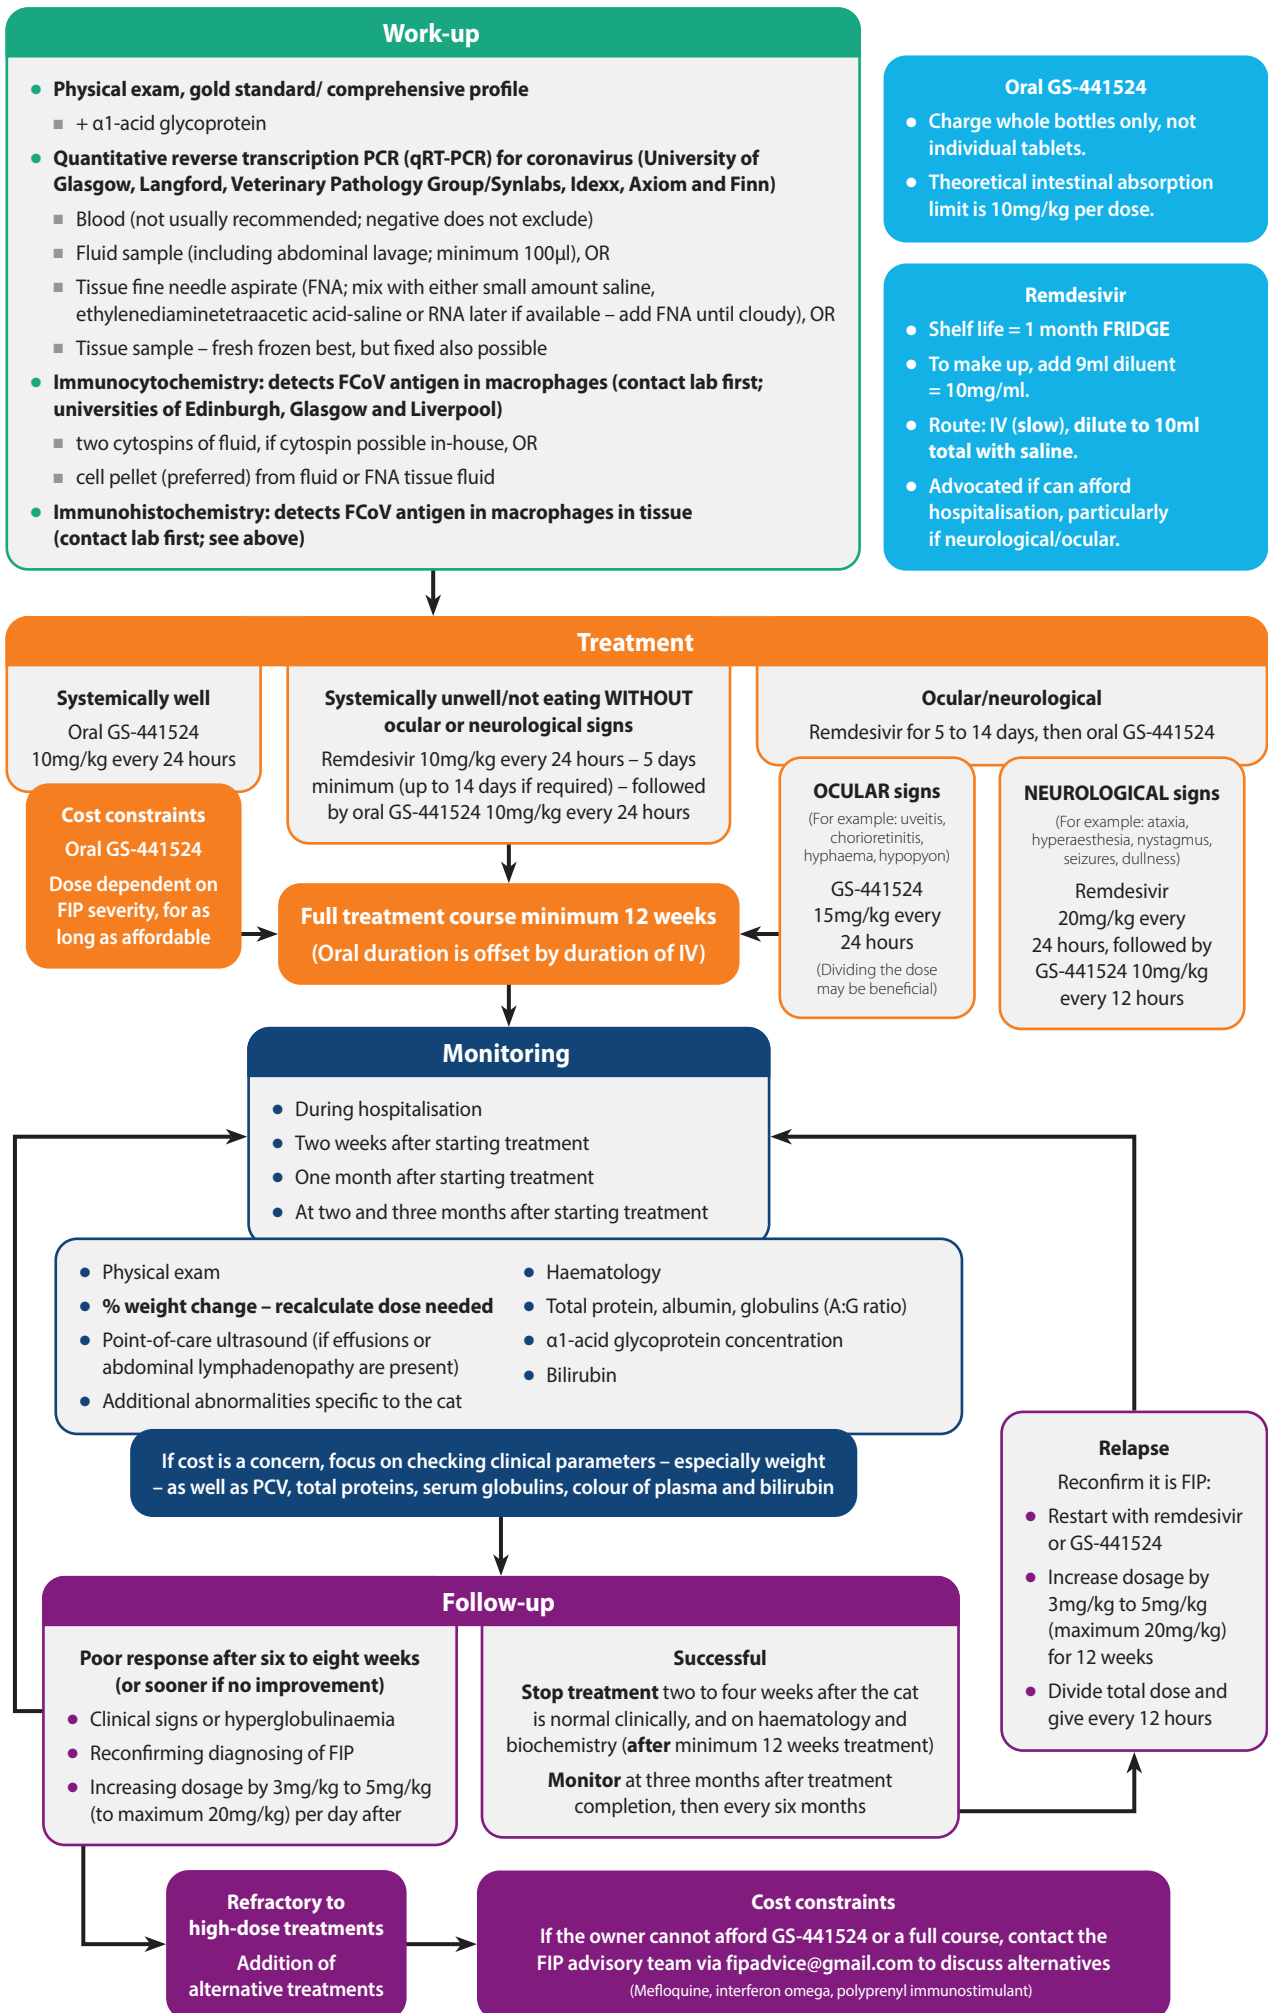 Work-up
Physical exam, gold standard/ comprehensive profile
+ α1-acid glycoprotein
Quantitative reverse transcription PCR (qRT-PCR) for coronavirus (University of
Glasgow, Langford, Veterinary Pathology Group/Synlabs, Idexx, Axiom and Finn)
Blood (not usually recommended; negative does not exclude)
Fluid sample (including abdominal lavage; minimum 100µl), OR
Tissue fine needle aspirate (FNA; mix with either small amount saline,
ethylenediaminetetraacetic acid-saline or RNA later if available – add FNA until cloudy), OR
Tissue sample – fresh frozen best, but fixed also possible
Immunocytochemistry: detects FCoV antigen in macrophages (contact lab first;
universities of Edinburgh, Glasgow and Liverpool)
two cytospins of fluid, if cytospin possible in-house, OR
cell pellet (preferred) from fluid or FNA tissue fluid
Immunohistochemistry: detects FCoV antigen in macrophages in tissue
(contact lab first; see above)
Oral GS-441524
Charge whole bottles only, not
individual tablets.
Theoretical intestinal absorption
limit is 10mg/kg per dose.
Remdesivir
Shelf life = 1 month FRIDGE
To make up, add 9ml diluent
= 10mg/ml.
Route: IV (slow), dilute to 10ml
total with saline.
Advocated if can afford
hospitalisation, particularly
if neurological/ocular.
Treatment
Systemically well
Oral GS-441524
10mg/kg every 24 hours
Cost constraints
Oral GS-441524
Dose dependent on
FIP severity, for as
long as affordable
Systemically unwell/not eating WITHOUT
ocular or neurological signs
Remdesivir 10mg/kg every 24 hours – 5 days
minimum (up to 14 days if required) – followed
by oral GS-441524 10mg/kg every 24 hours
Ocular/neurological
Remdesivir for 5 to 14 days, then oral GS-441524
OCULAR signs
(For example: uveitis,
chorioretinitis,
hyphaema, hypopyon)
GS-441524
15mg/kg every
24 hours
(Dividing the dose
may be beneficial)
NEUROLOGICAL signs
(For example: ataxia,
hyperaesthesia, nystagmus,
seizures, dullness)
Remdesivir
20mg/kg every
24 hours, followed by
GS-441524 10mg/kg
every 12 hours
Full treatment course minimum 12 weeks
(Oral duration is offset by duration of IV)
Monitoring
During hospitalisation
Two weeks after starting treatment
One month after starting treatment
At two and three months after starting treatment
Physical exam
% weight change – recalculate dose needed
Point-of-care ultrasound (if effusions or
abdominal lymphadenopathy are present)
Additional abnormalities specific to the cat
Haematology
Total protein, albumin, globulins (A:G ratio)
α1-acid glycoprotein concentration
Bilirubin
If cost is a concern, focus on checking clinical parameters – especially weight
– as well as PCV, total proteins, serum globulins, colour of plasma and bilirubin
Relapse
Reconfirm it is FIP:
Restart with remdesivir
or GS-441524
Increase dosage by
3mg/kg to 5mg/kg
(maximum 20mg/kg)
for 12 weeks
Divide total dose and
give every 12 hours
Follow-up
Poor response after six to eight weeks
(or sooner if no improvement)
Clinical signs or hyperglobulinaemia
Reconfirming diagnosing of FIP
Increasing dosage by 3mg/kg to 5mg/kg
(to maximum 20mg/kg) per day after
Successful
Stop treatment two to four weeks after the cat
is normal clinically, and on haematology and
biochemistry (after minimum 12 weeks treatment)
Monitor at three months after treatment
completion, then every six months
Refractory to
high-dose treatments
Addition of
alternative treatments
Cost constraints
If the owner cannot afford GS-441524 or a full course, contact the
FIP advisory team via fipadvice@gmail.com to discuss alternatives
(Mefloquine, interferon omega, polyprenyl immunostimulant)